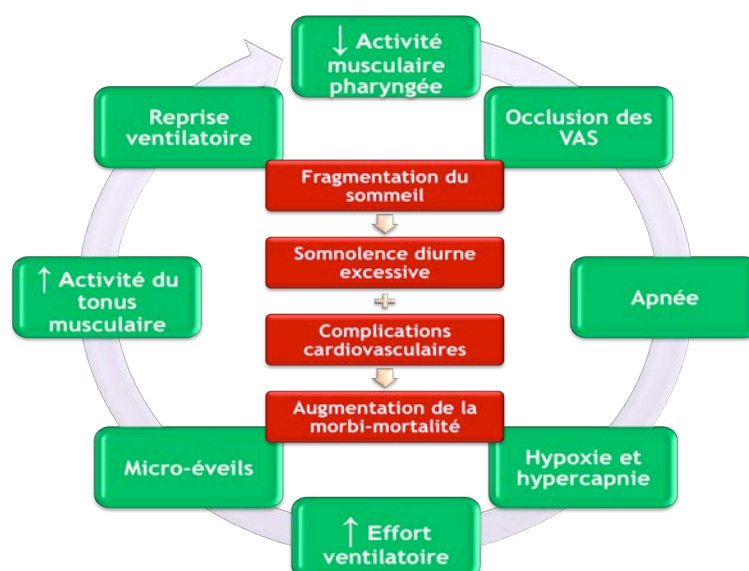 ↓ Activité
musculaire
pharyngée
Occlusion des
VAS
Apnée
Hypoxie et
hypercapnie
↑ Effort
ventilatoire
Micro-éveils
↑ Activité du
tonus
musculaire
Reprise
ventilatoire
Fragmentation du
sommeil
Somnolence diurne
excessive
+
Complications
cardiovasculaires
Augmentation de la
morbi-mortalité